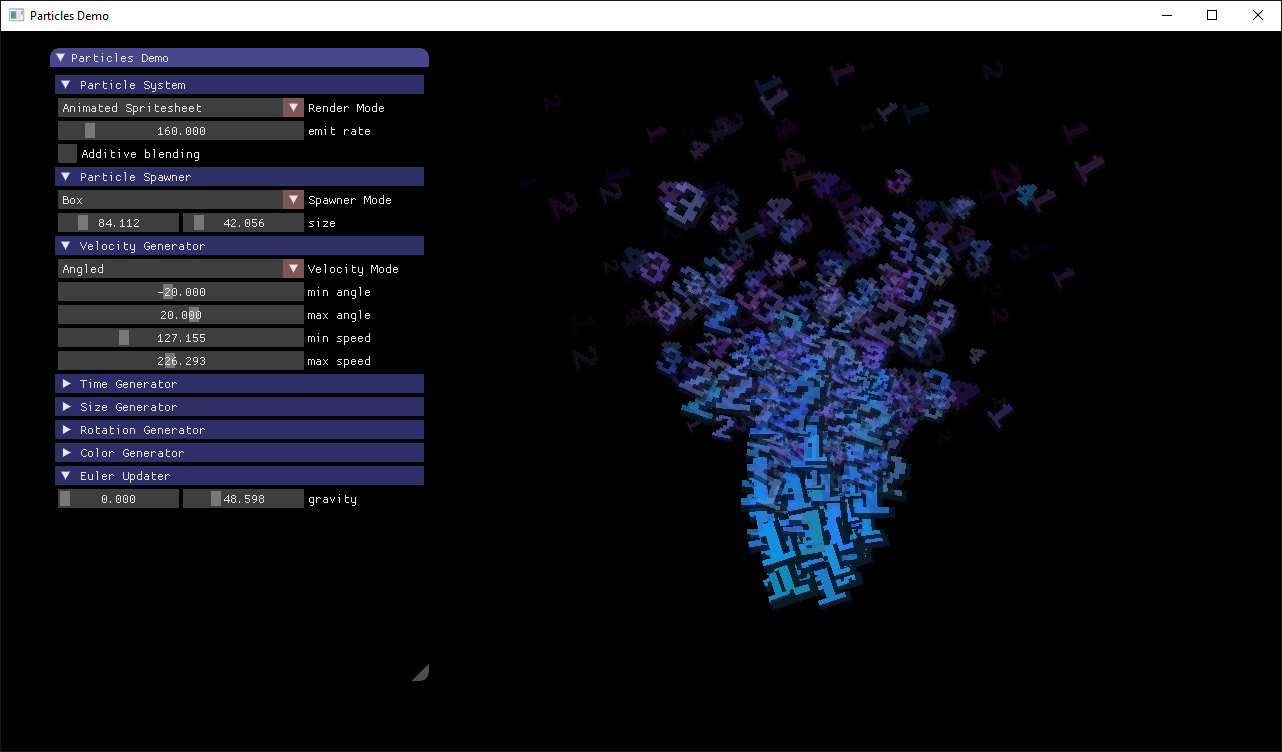 Particles Demo
Particles Demo
Particle System
Animated Spritesheet Render Mode
160.000 emit rate
Additive blending
Particle Spawner
Box Spawner Mode
84.112 42.056 size
Velocity Generator
Angled Velocity Mode
-20.000 min angle
20.000 max angle
127.155 min speed
226.293 max speed
Time Generator
Size Generator
Rotation Generator
Color Generator
Euler Updater
0.000 48.598 gravity